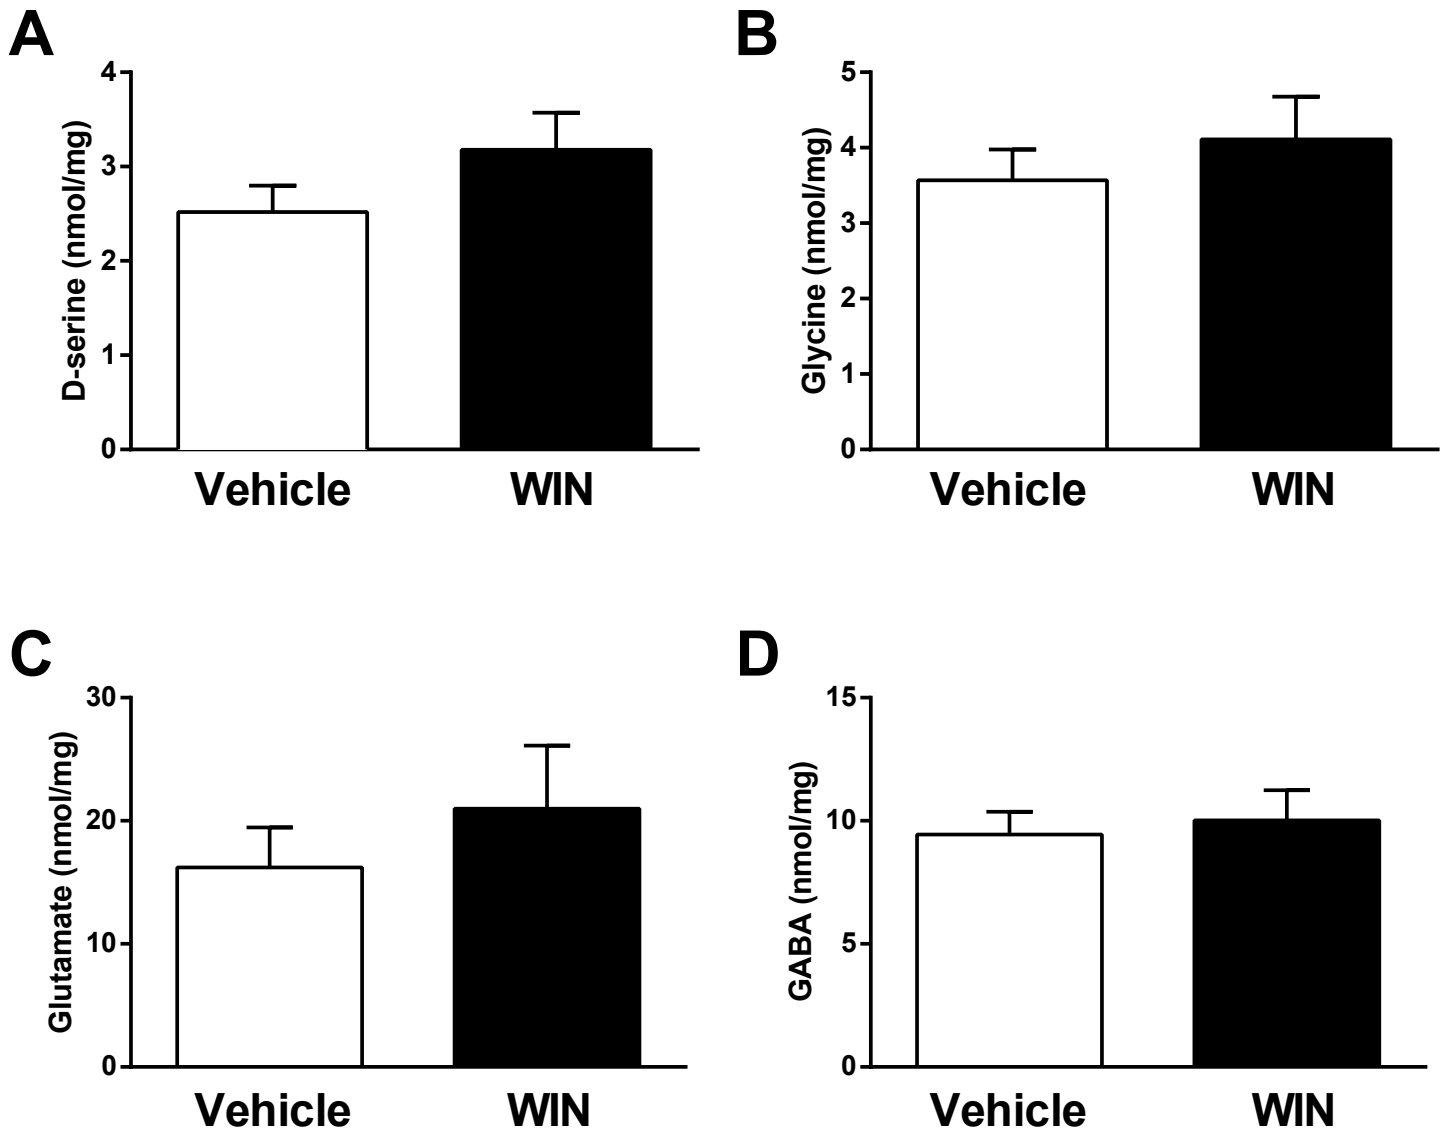 A
D-serine (nmol/mg)
4
3
2
1
0
Vehicle WIN
B
Glycine (nmol/mg)
5
4
3
2
1
0
Vehicle WIN
C
Glutamate (nmol/mg)
30
20
10
0
Vehicle WIN
D
GABA (nmol/mg)
15
10
5
0
Vehicle WIN